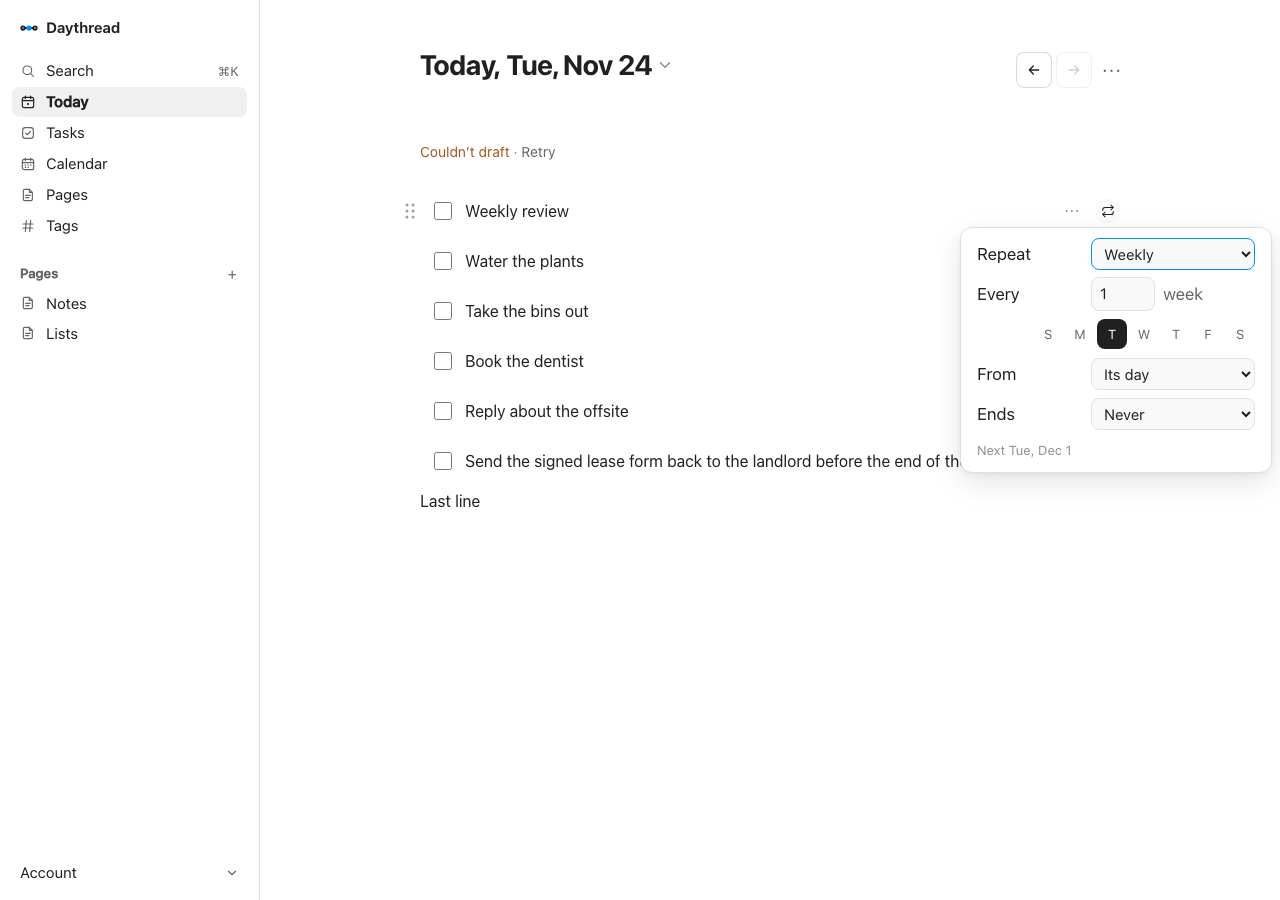 Daythread
Search ⌘K
Today
Tasks
Calendar
Pages
Tags
Pages +
Notes
Lists
Account
Today, Tue, Nov 24
Couldn't draft · Retry
Weekly review
Water the plants
Take the bins out
Book the dentist
Reply about the offsite
Send the signed lease form back to the landlord before the end of th
Last line
Repeat Weekly
Every 1 week
S M T W T F S
From Its day
Ends Never
Next Tue, Dec 1